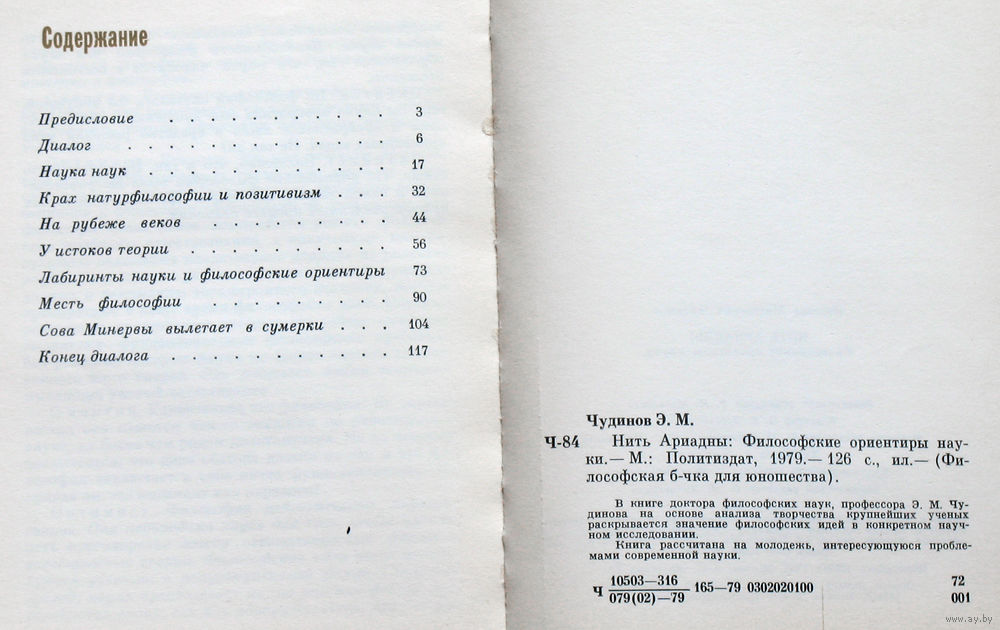 Содержание
Предисловие . . . . . . . . . . . 3
Диалог . . . . . . . . . . . . . 6
Наука наук . . . . . . . . . . . . 17
Крах натурфилософии и позитивизм . . . 32
На рубеже веков . . . . . . . . . 44
У истоков теории . . . . . . . . . . 56
Лабиринты науки и философские ориентиры 73
Месть философии . . . . . . . . . 90
Сова Минервы вылетает в сумерки . . . 104
Конец диалога . . . . . . . . . . . 117
Чудинов Э. М.
Ч-84 Нить Ариадны: Философские ориентиры нау-
ки.— М.: Политиздат, 1979.— 126 с., ил.— (Фи-
лософская б-чка для юношества).
В книге доктора философских наук, профессора Э. М. Чу-
динова на основе анализа творчества крупнейших ученых
раскрывается значение философских идей в конкретном науч-
ном исследовании.
Книга рассчитана на молодежь, интересующуюся пробле-
мами современной науки.
Ч 10503—316 165—79 0302020100 72
079(02)—79 001
www.ay.by